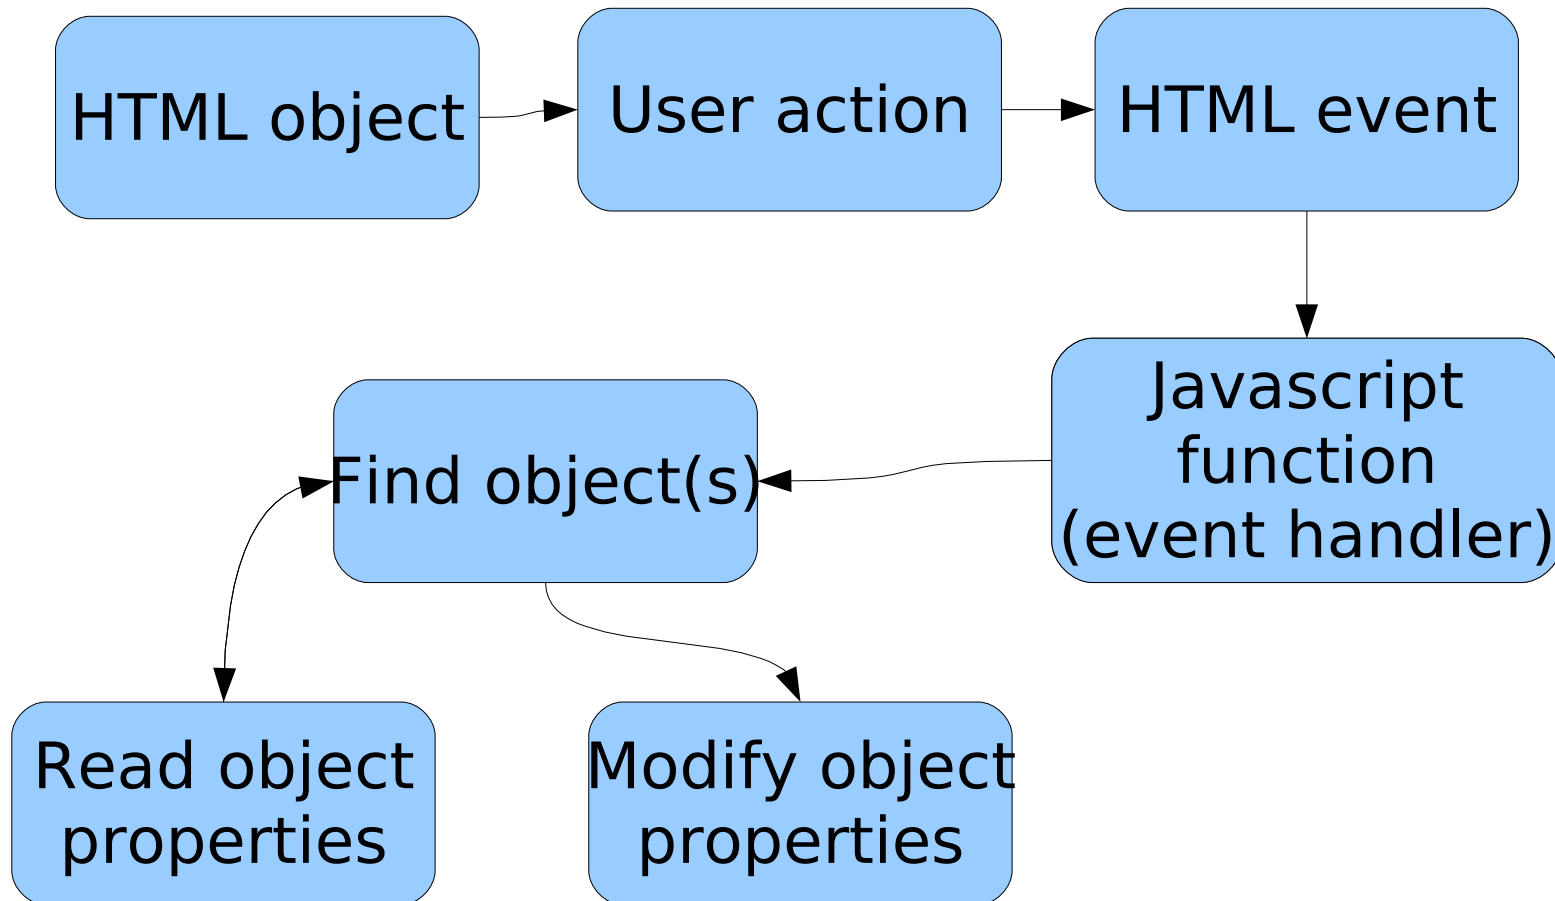 HTML object
User action
HTML event
Javascript
function
(event handler)
Find object(s)
Read object
properties
Modify object
properties